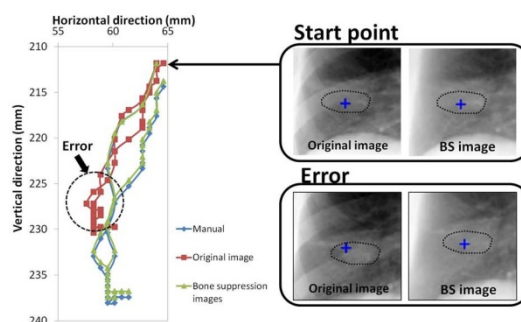 Horizontal direction (mm)
55 60 65
210
215
220
225
230
235
240
Vertical direction (mm)
Error
Manual
Original image
Bone suppression
images
Start point
Original image
BS image
Error
Original image
BS image